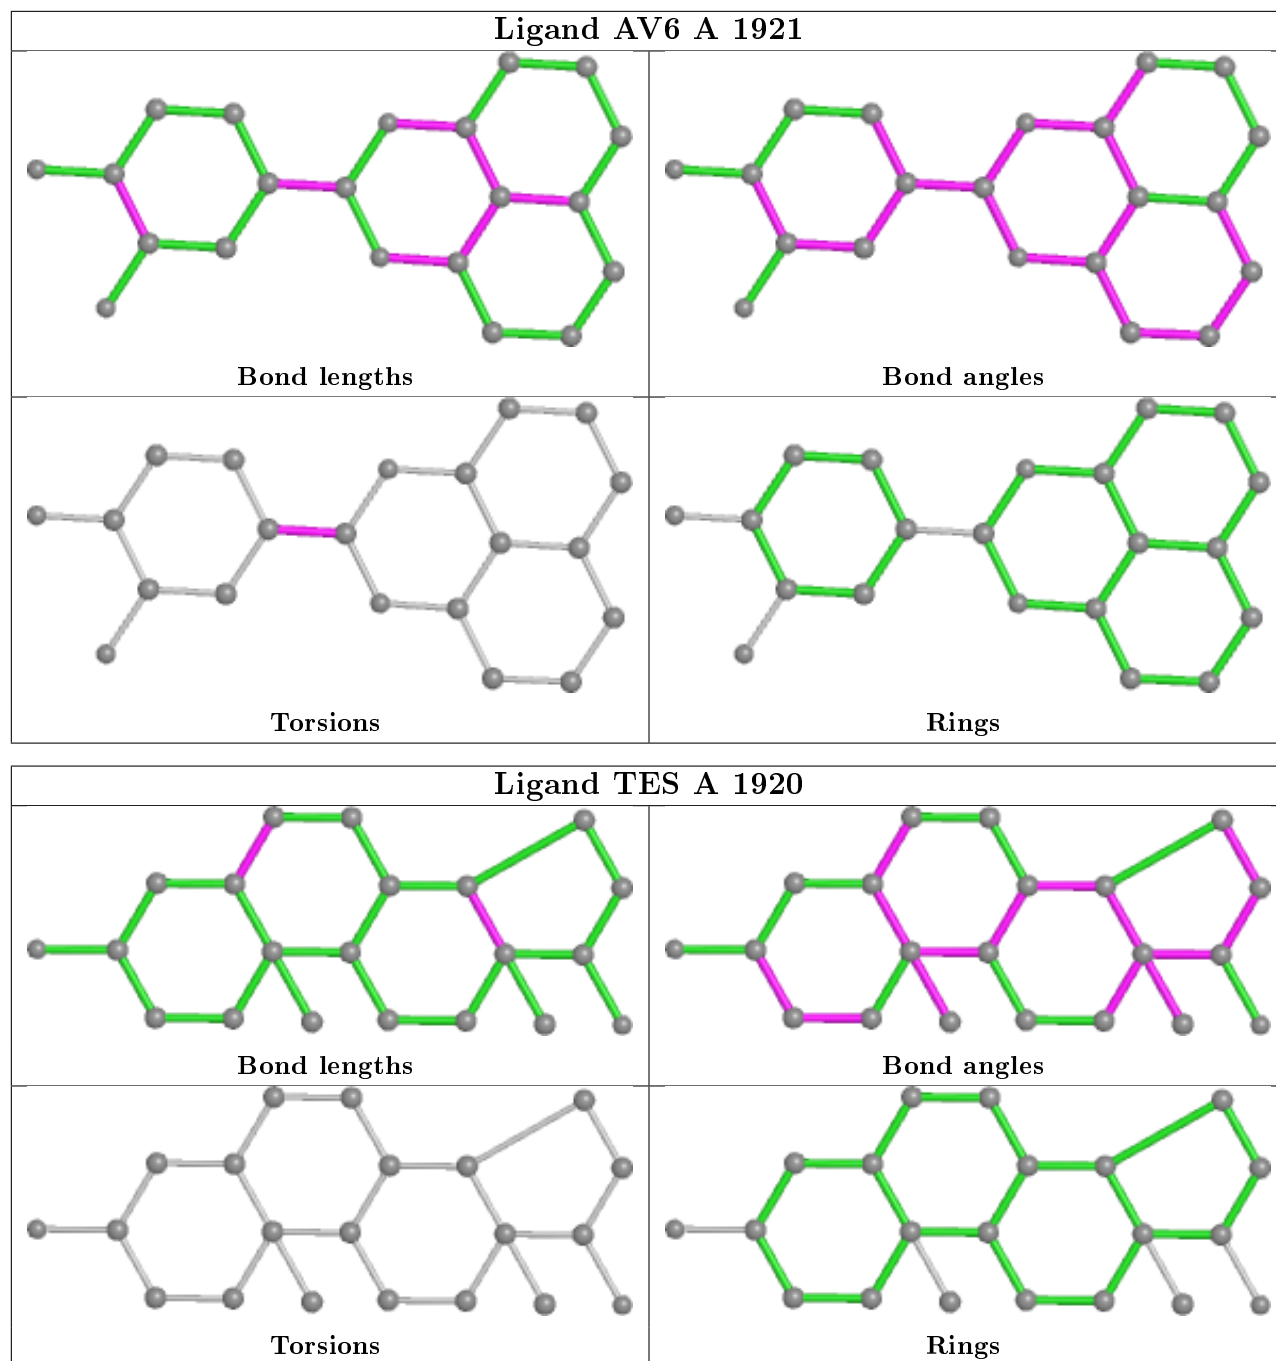 Ligand AV6 A 1921
Bond lengths
Bond angles
Torsions
Rings
Ligand TES A 1920
Bond lengths
Bond angles
Torsions
Rings